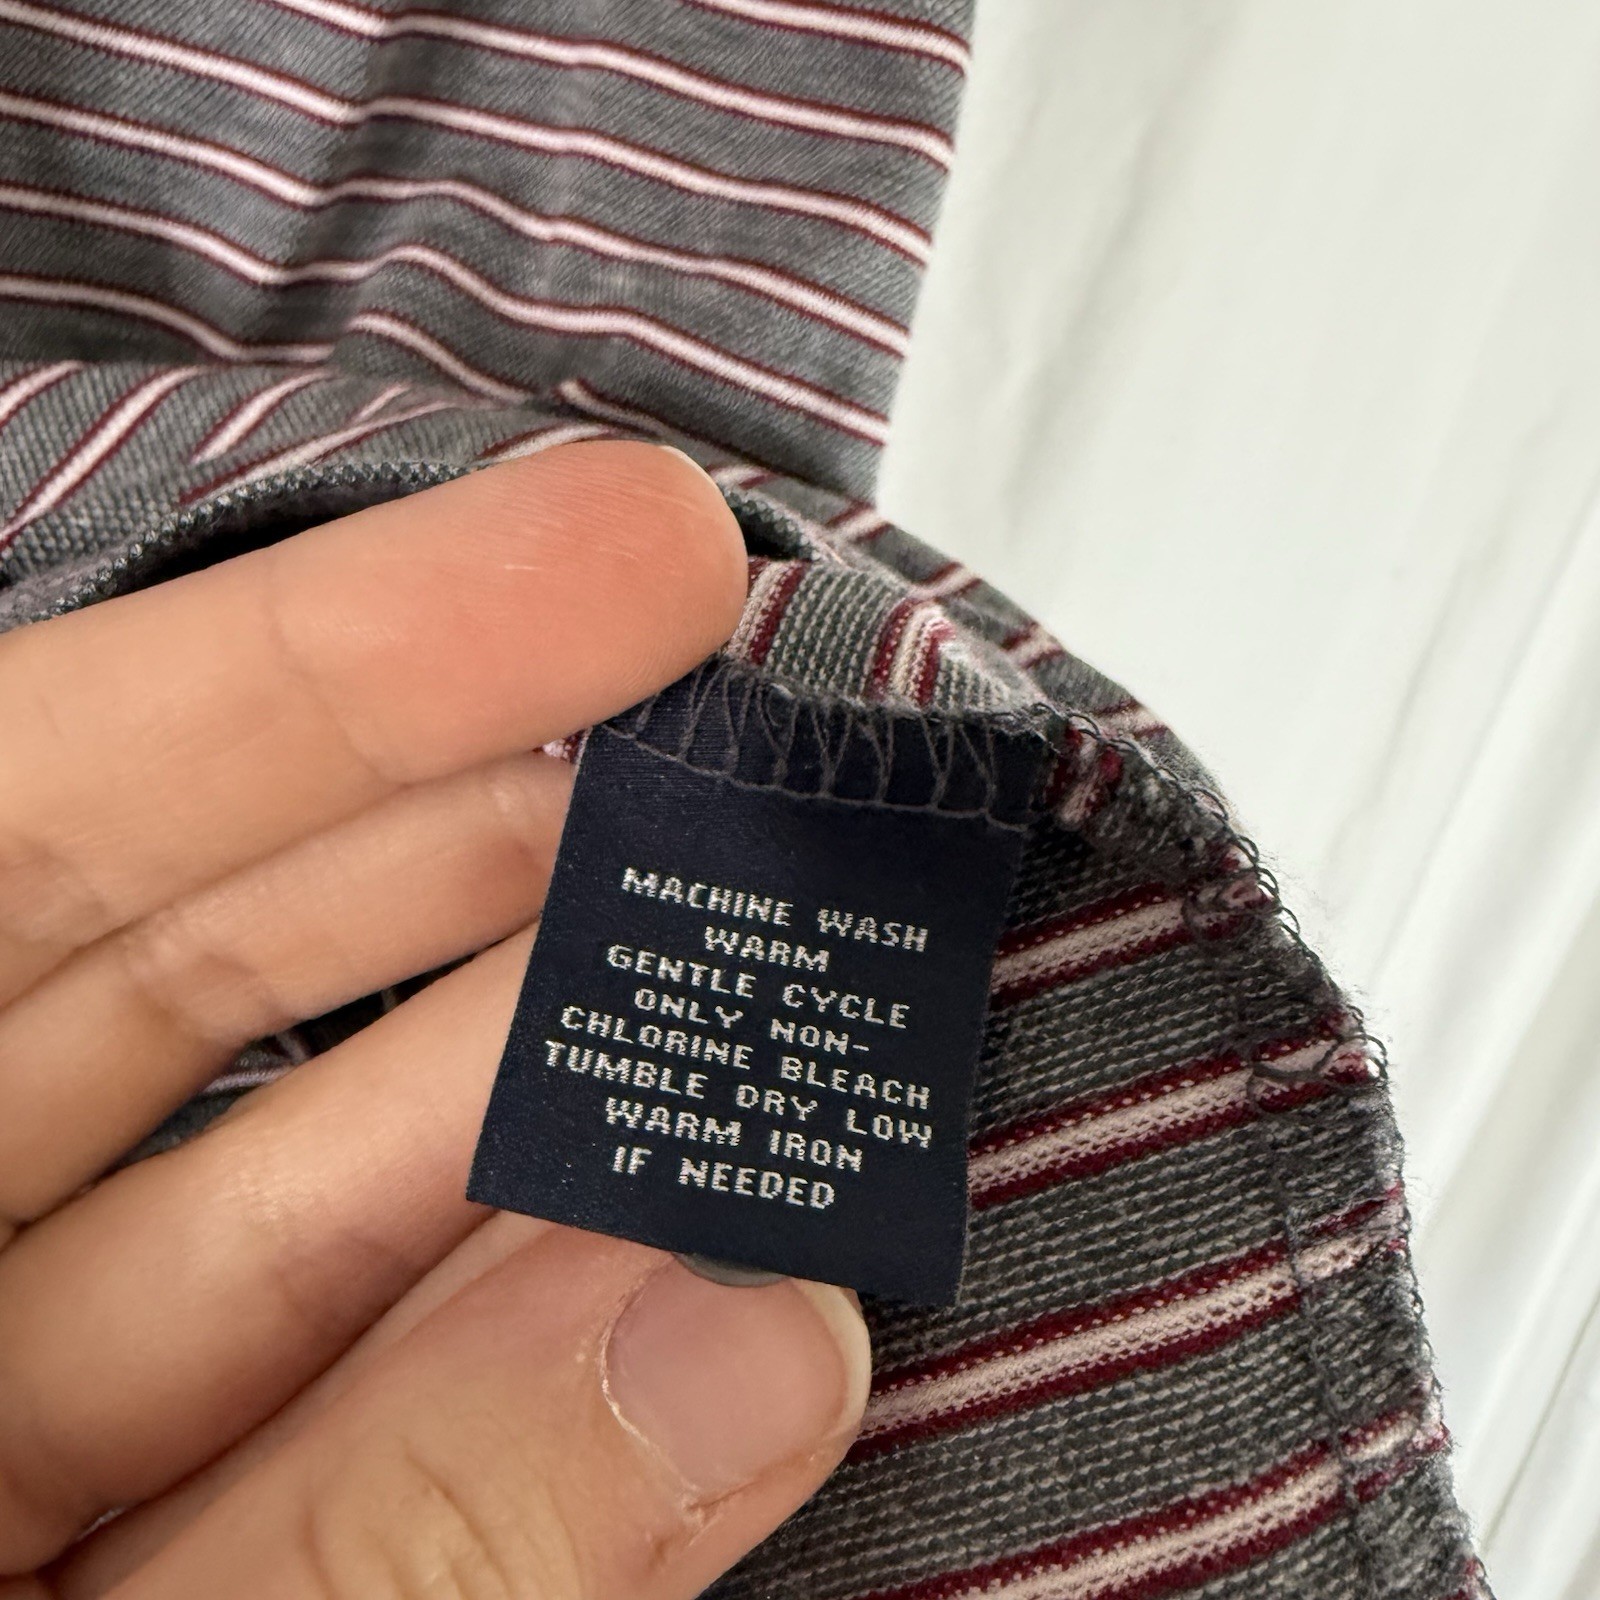 MACHINE WASH
WARM
GENTLE CYCLE
ONLY NON-
CHLORINE BLEACH
TUMBLE DRY LOW
WARM IRON
IF NEEDED